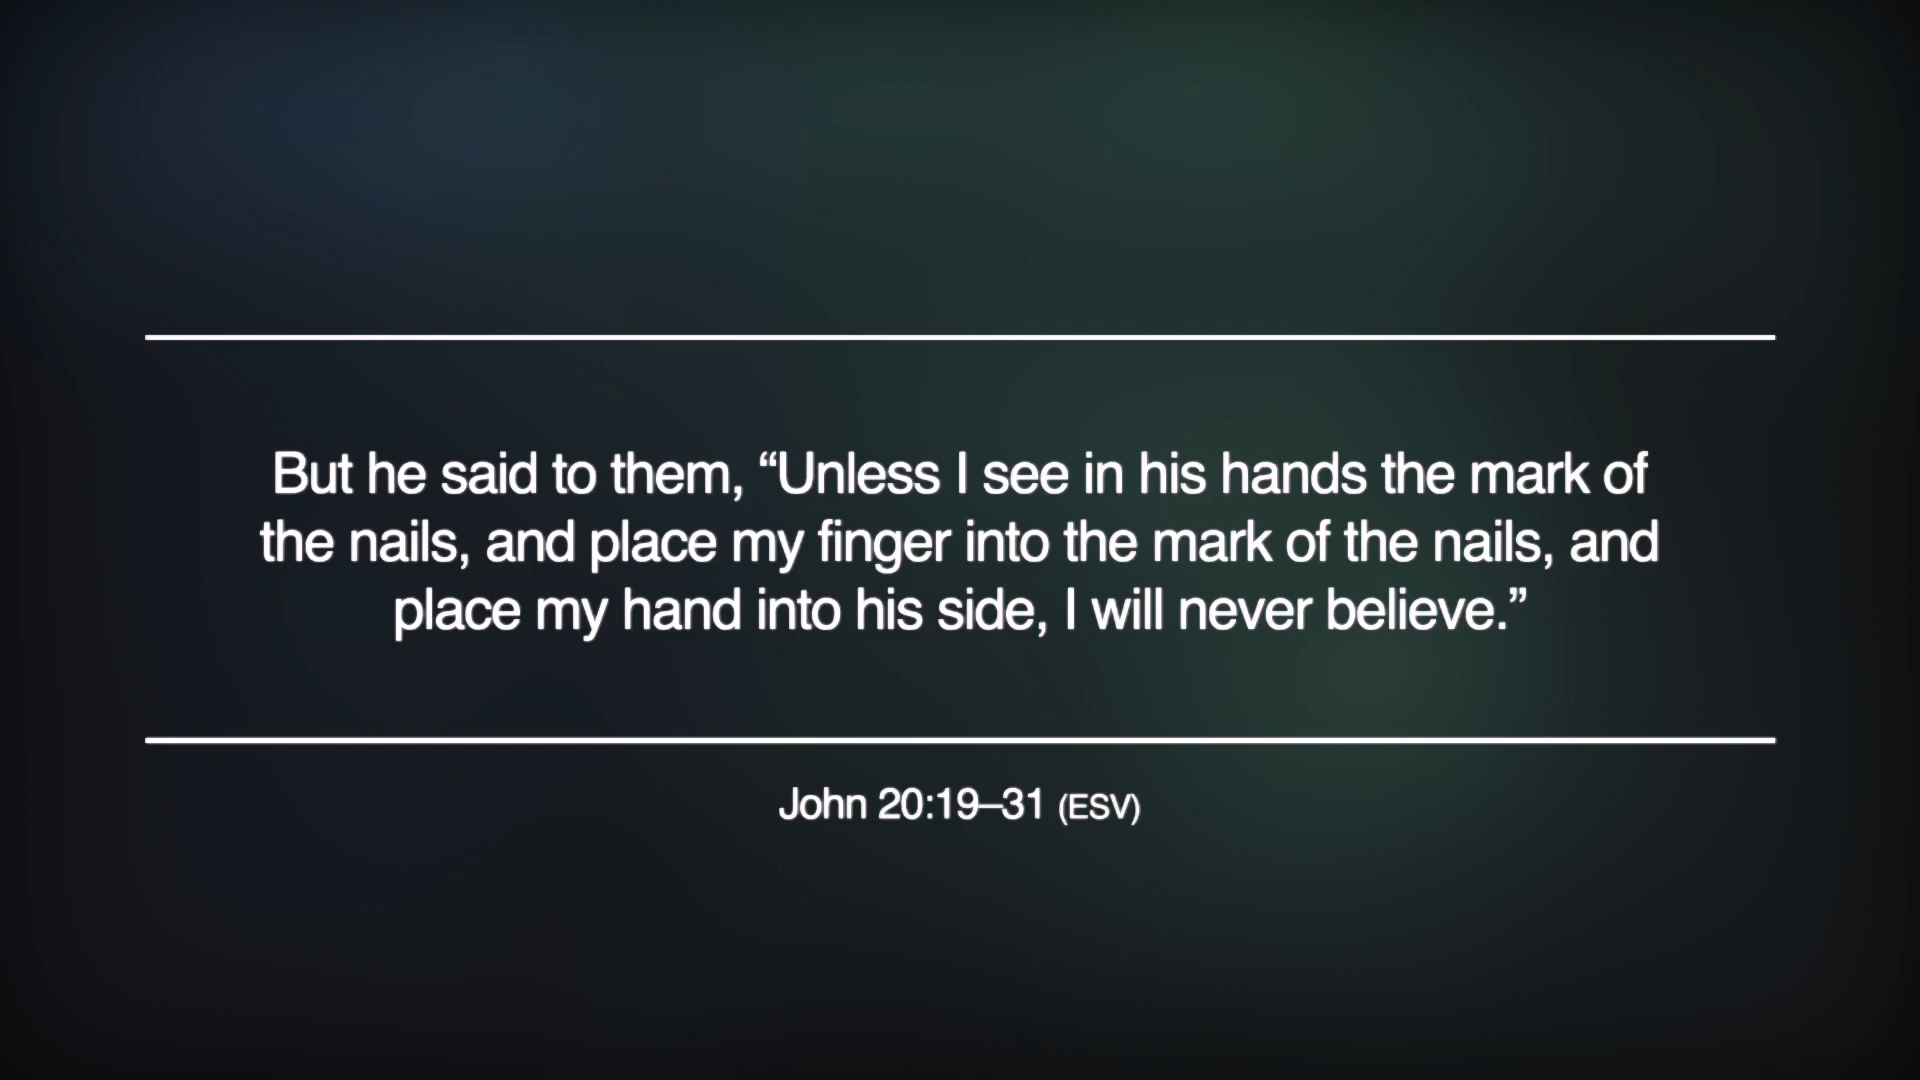 But he said to them, “Unless I see in his hands the mark of
the nails, and place my finger into the mark of the nails, and
place my hand into his side, I will never believe.”
John 20:19–31 (ESV)